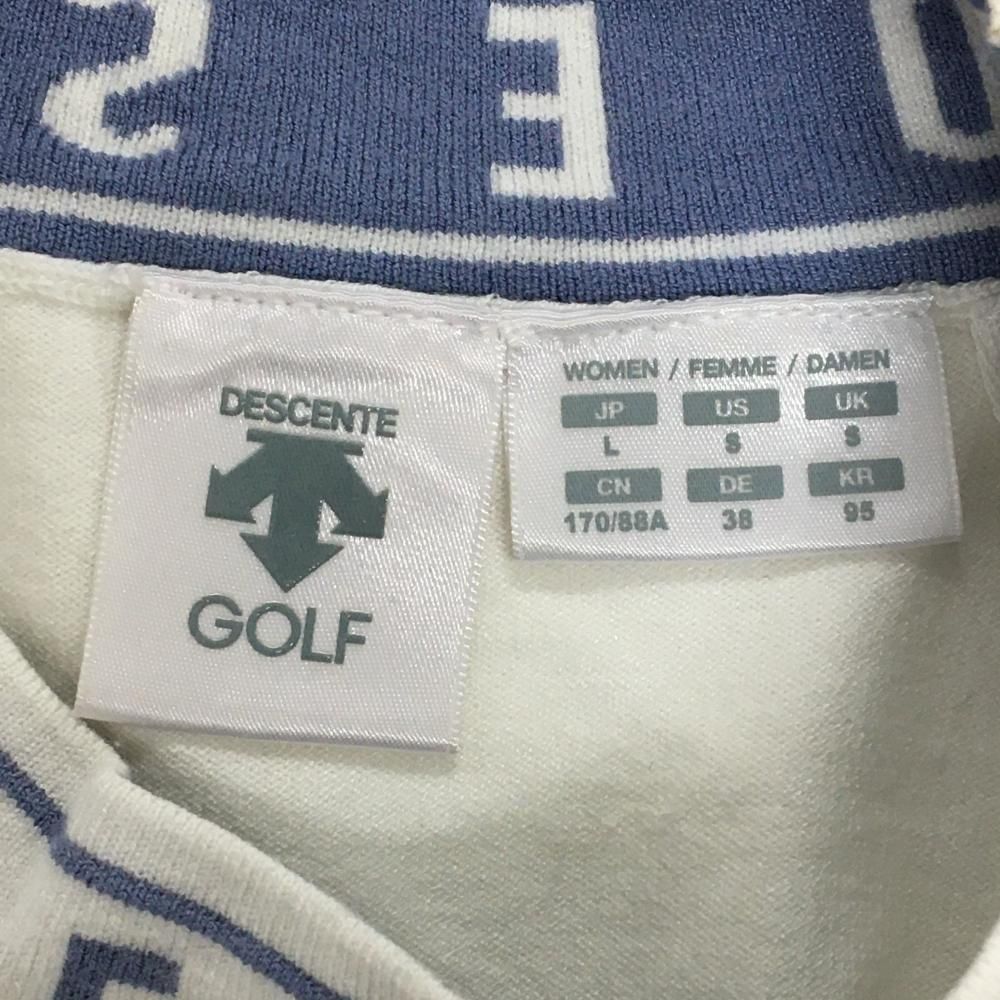 S E D
DESCENTE
GOLF
WOMEN / FEMME / DAMEN
JP US UK
L S S
CN DE KR
170/88A 38 95